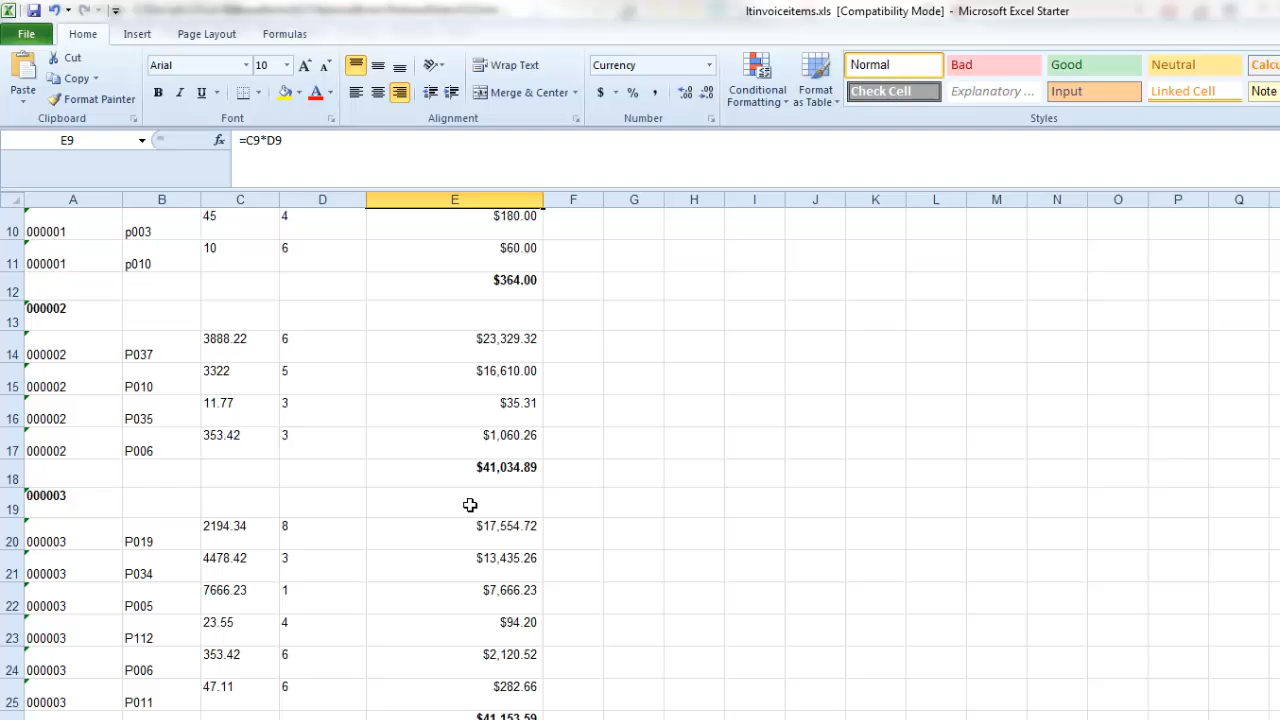 ltinvoiceitems.xls [Compatibility Mode] - Microsoft Excel Starter
File Home Insert Page Layout Formulas
Paste Cut Copy Format Painter Clipboard
Arial 10 A A B I U A Font
Wrap Text Merge & Center Alignment
Currency $ % , .0 .00 .00 .0 Number
Conditional Formatting Format as Table
Normal Bad Good Neutral Calc
Check Cell Explanatory ... Input Linked Cell Note
Styles
E9 fx =C9*D9
A B C D E F G H I J K L M N O P Q
10 000001 p003 45 4 $180.00
11 000001 p010 10 6 $60.00
12 $364.00
13 000002
14 000002 P037 3888.22 6 $23,329.32
15 000002 P010 3322 5 $16,610.00
16 000002 P035 11.77 3 $35.31
17 000002 P006 353.42 3 $1,060.26
18 $41,034.89
19 000003
20 000003 P019 2194.34 8 $17,554.72
21 000003 P034 4478.42 3 $13,435.26
22 000003 P005 7666.23 1 $7,666.23
23 000003 P112 23.55 4 $94.20
24 000003 P006 353.42 6 $2,120.52
25 000003 P011 47.11 6 $282.66
$41,153.59